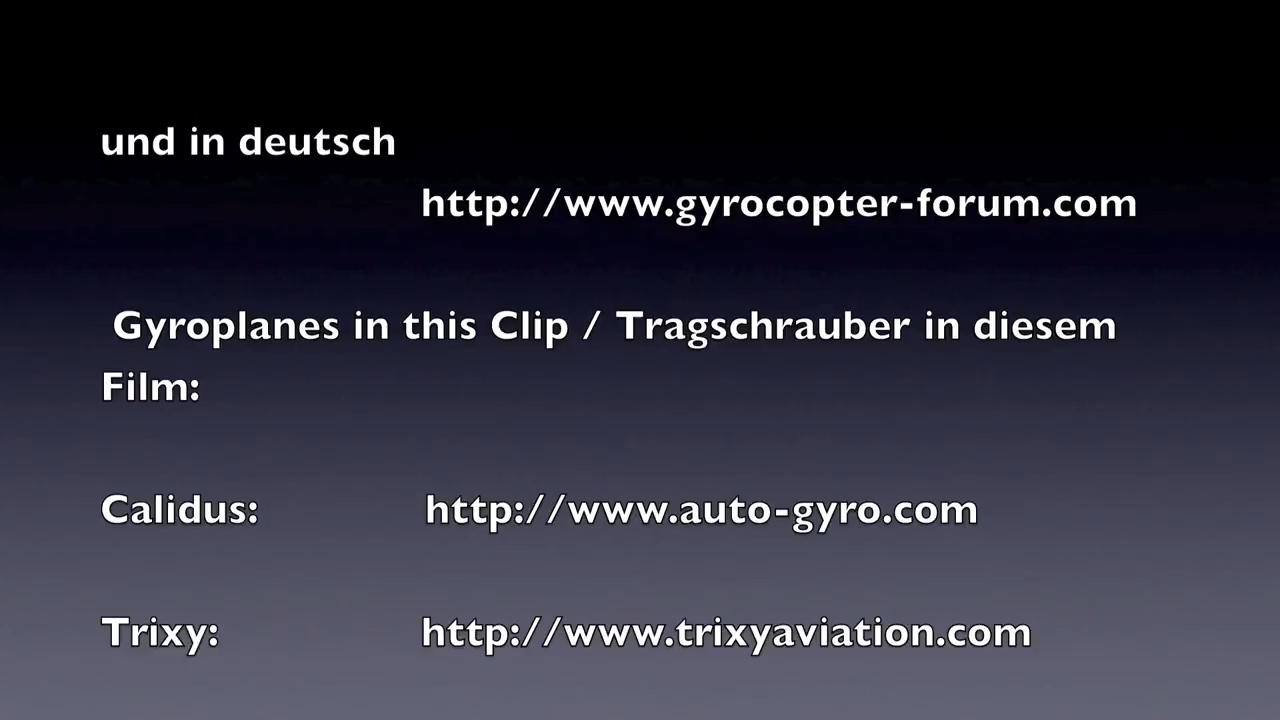 und in deutsch
http://www.gyrocopter-forum.com
Gyroplanes in this Clip / Tragschrauber in diesem
Film:
Calidus: http://www.auto-gyro.com
Trixy: http://www.trixyaviation.com